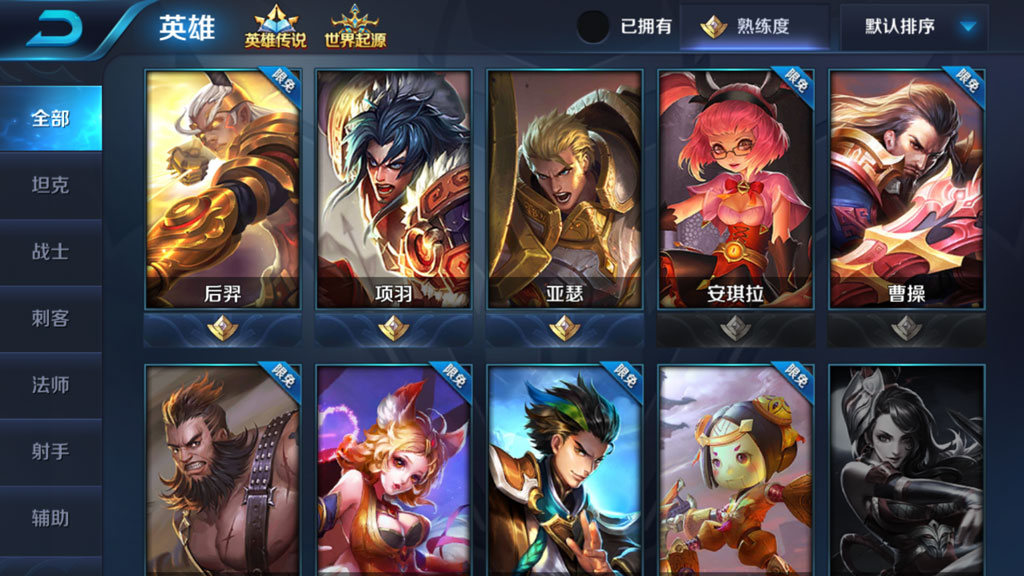 英雄
英雄传说
世界起源
已拥有
熟练度
默认排序
全部
坦克
战士
刺客
法师
射手
辅助
限免
限免
限免
后羿
项羽
亚瑟
安琪拉
曹操
限免
限免
限免
限免